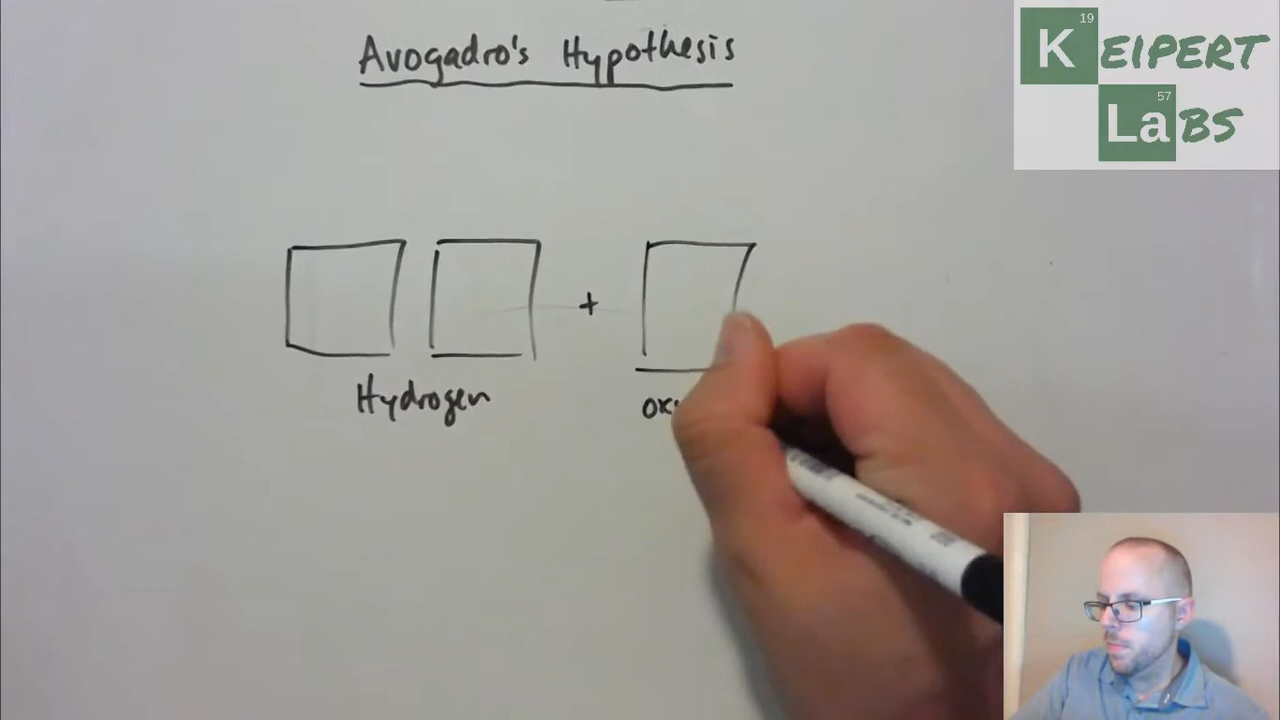 Avogadro's Hypothesis
19
KEIPERT
57
LaBS
+
Hydrogen